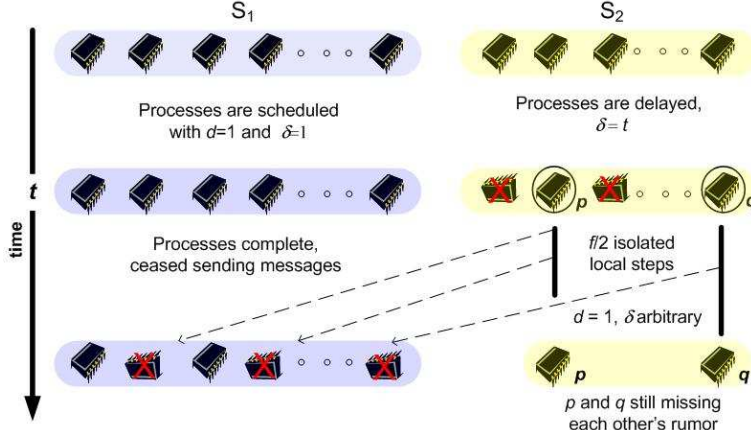 S1
S2
Processes are scheduled
with d=1 and δ=1
Processes are delayed,
δ= t
t
p
q
time
Processes complete,
ceased sending messages
f/2 isolated
local steps
d = 1, δ arbitrary
p
q
p and q still missing
each other's rumor